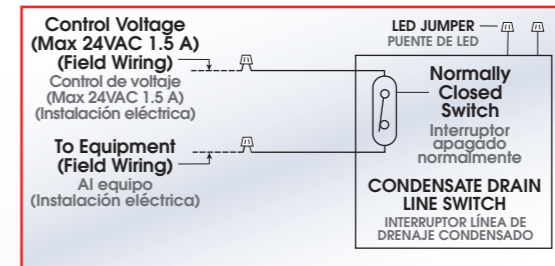 Control Voltage
(Max 24VAC 1.5 A)
(Field Wiring)
Control de voltaje
(Max 24VAC 1.5 A)
(Instalación eléctrica)
To Equipment
(Field Wiring)
Al equipo
(Instalación eléctrica)
LED JUMPER
PUENTE DE LED
Normally
Closed
Switch
Interruptor
apagado
normalmente
CONDENSATE DRAIN
LINE SWITCH
INTERRUPTOR LÍNEA DE
DRENAJE CONDENSADO